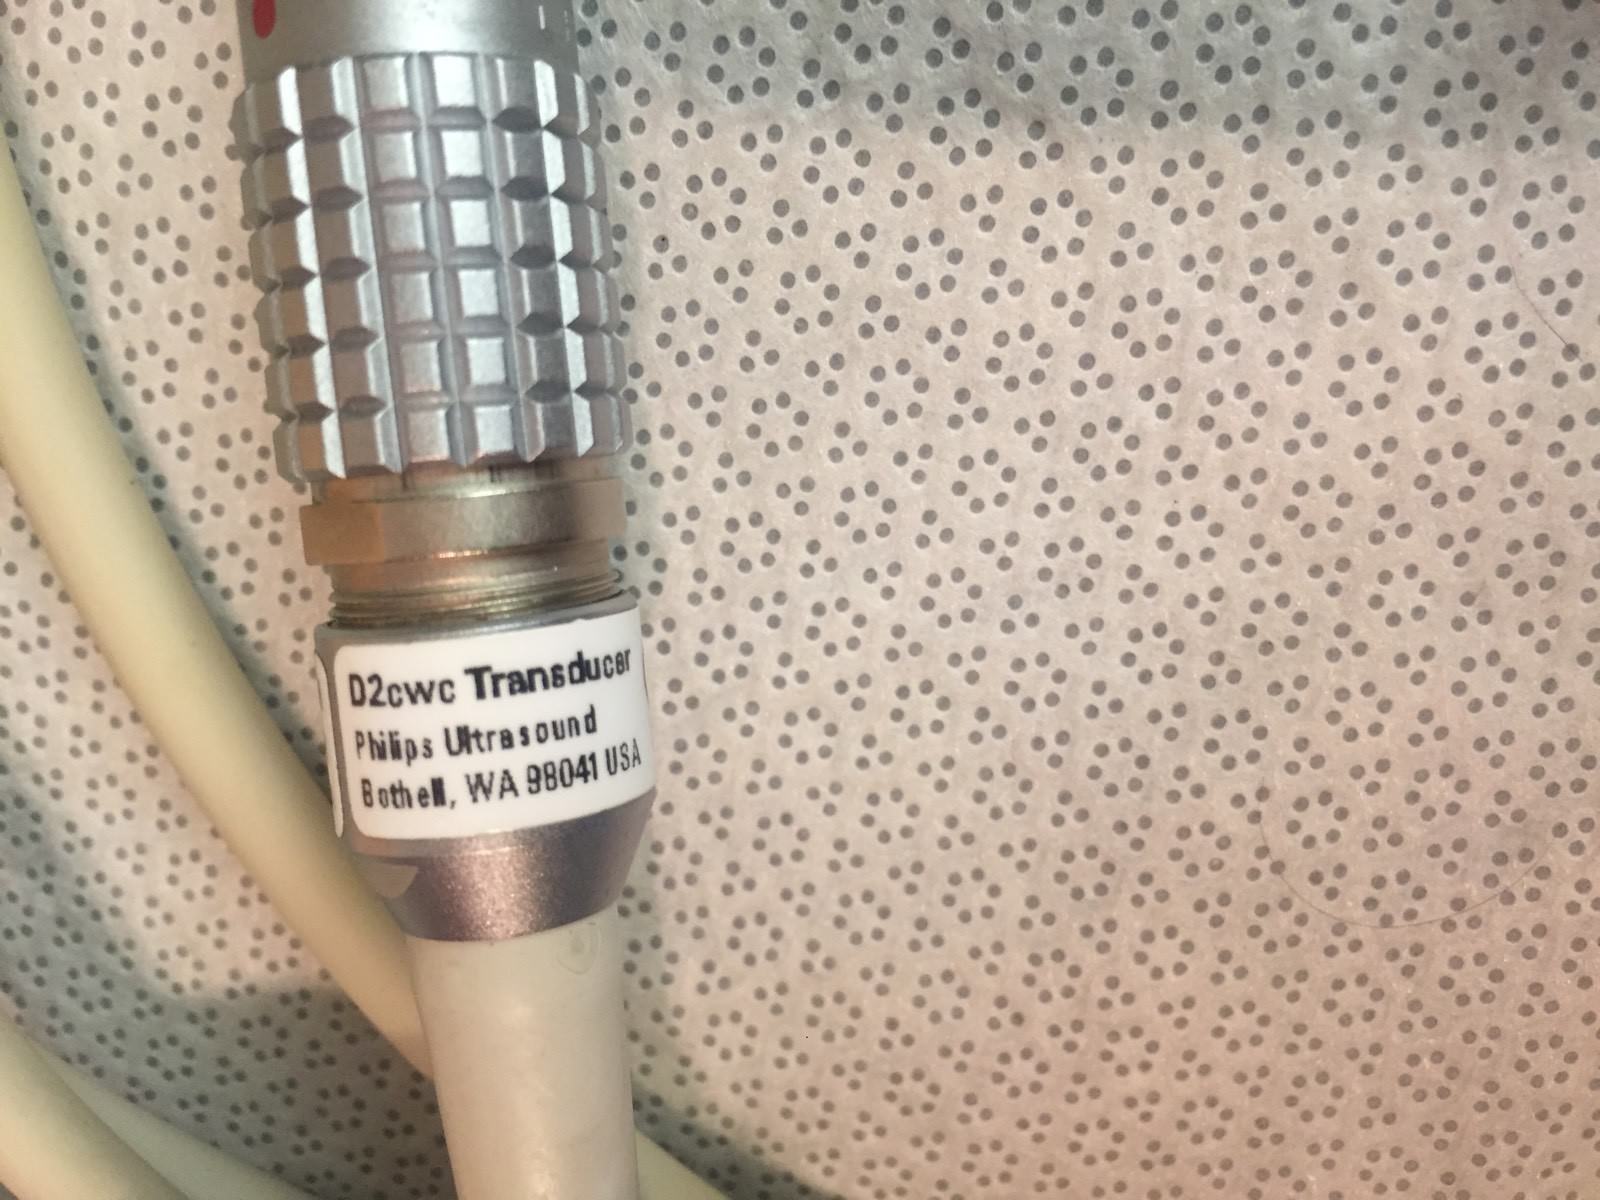 D2cwc Transducer
Philips Ultrasound
Bothell, WA 98041 USA